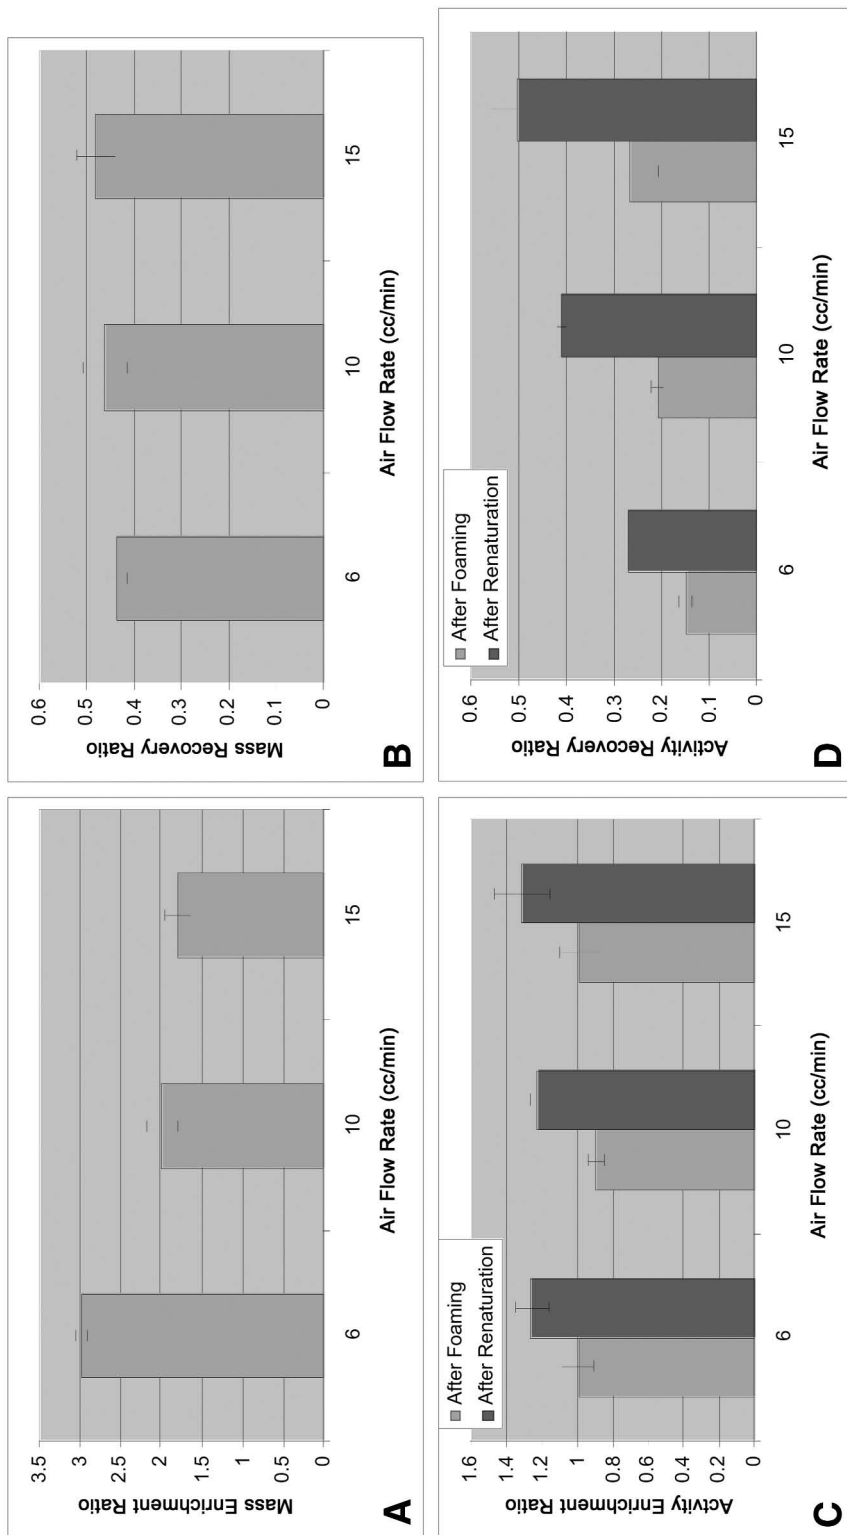 A
Mass Enrichment Ratio
3.5
3
2.5
2
1.5
1
0.5
0
6
10
15
Air Flow Rate (cc/min)
B
Mass Recovery Ratio
0.6
0.5
0.4
0.3
0.2
0.1
0
6
10
15
Air Flow Rate (cc/min)
C
Actvity Enrichment Ratio
1.6
1.4
1.2
1
0.8
0.6
0.4
0.2
0
After Foaming
After Renaturation
6
10
15
Air Flow Rate (cc/min)
D
Activity Recovery Ratio
0.6
0.5
0.4
0.3
0.2
0.1
0
After Foaming
After Renaturation
6
10
15
Air Flow Rate (cc/min)